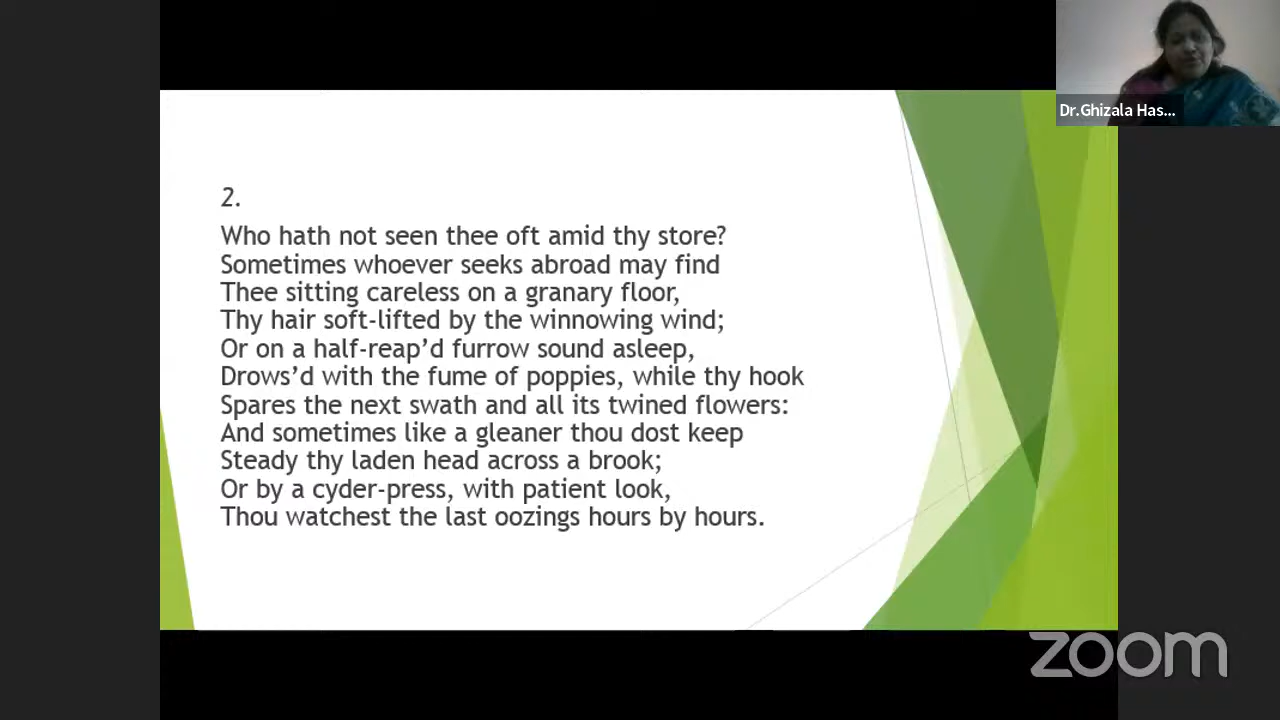 Dr.Ghizala Has...
2.
Who hath not seen thee oft amid thy store?
Sometimes whoever seeks abroad may find
Thee sitting careless on a granary floor,
Thy hair soft-lifted by the winnowing wind;
Or on a half-reap’d furrow sound asleep,
Drows’d with the fume of poppies, while thy hook
Spares the next swath and all its twined flowers:
And sometimes like a gleaner thou dost keep
Steady thy laden head across a brook;
Or by a cyder-press, with patient look,
Thou watchest the last oozings hours by hours.
zoom